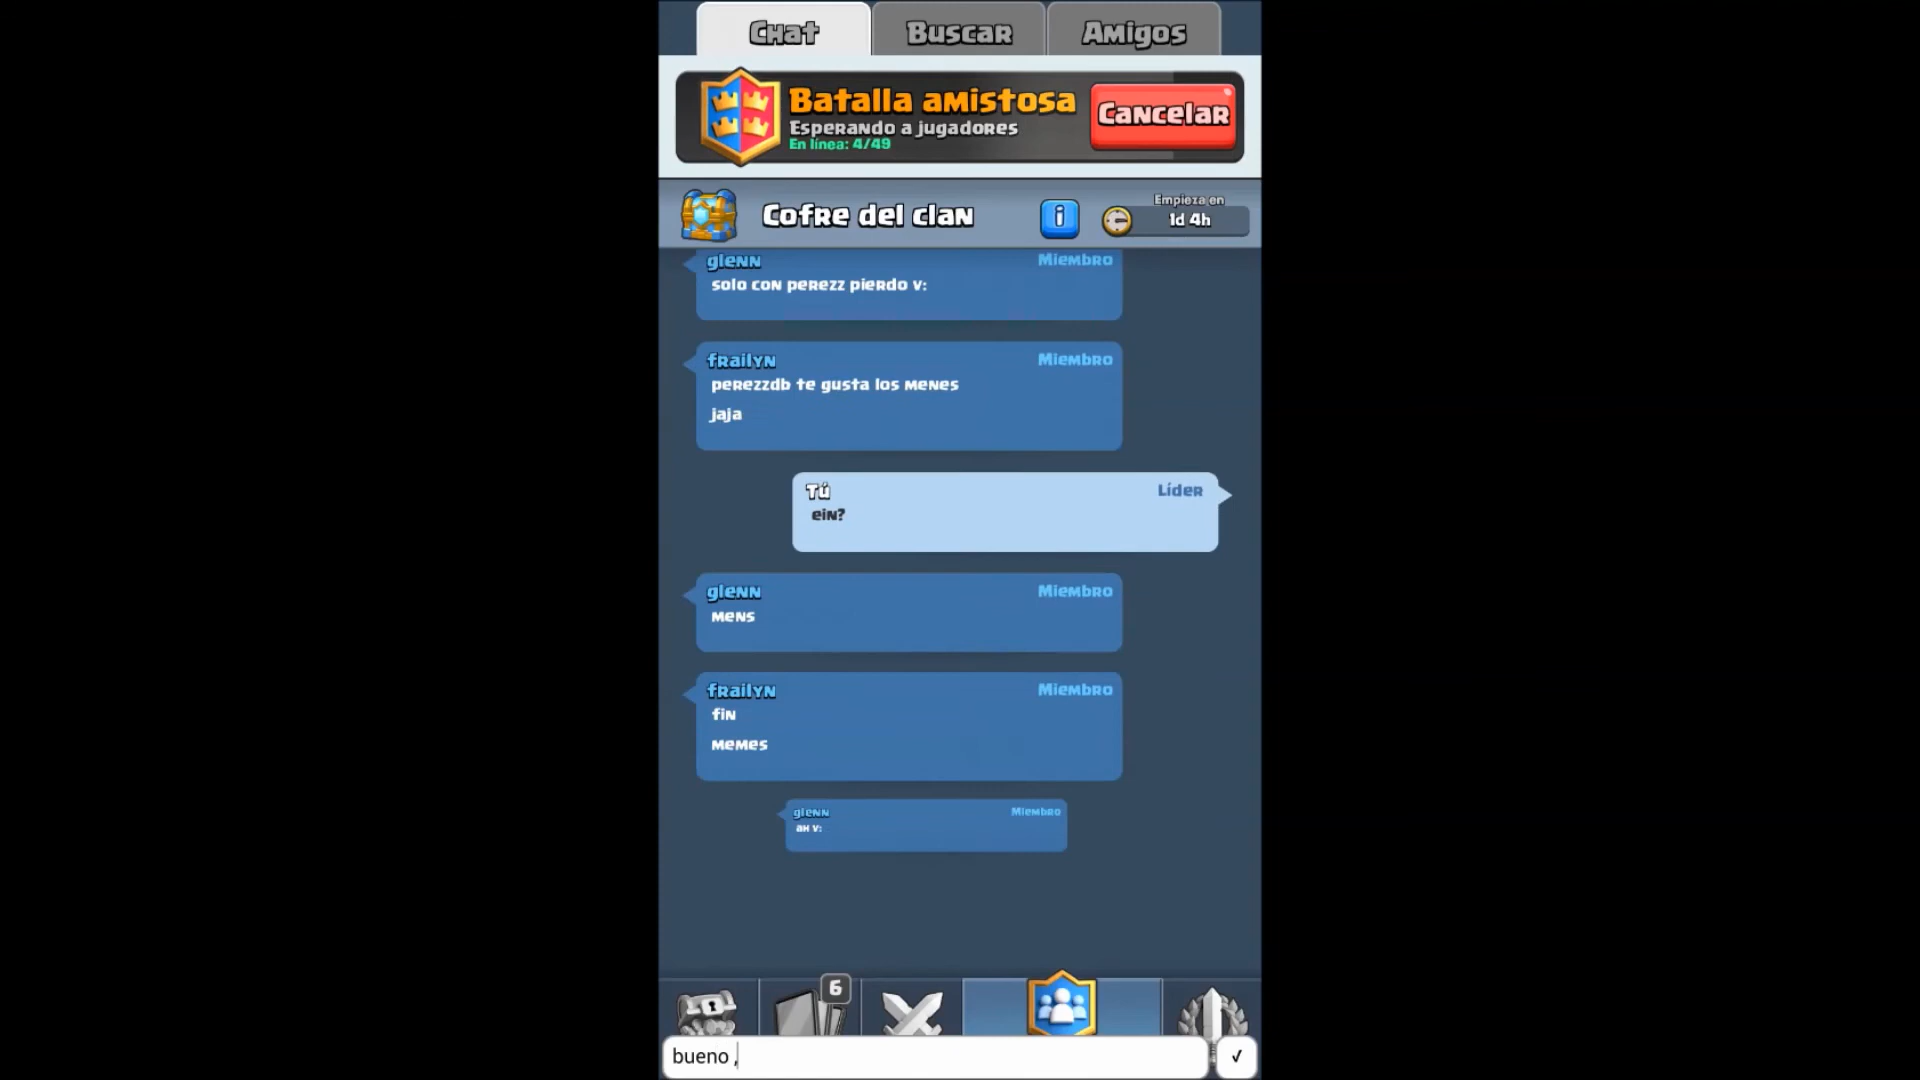 Chat
Buscar
Amigos
Batalla amistosa
Esperando a jugadores
En línea: 4/49
Cancelar
Cofre del clan
i
Empieza en
1d 4h
glenn
Miembro
solo con perezz pierdo v:
frailyn
Miembro
perezzdb te gusta los menes
jaja
Tú
Líder
ein?
glenn
Miembro
mens
frailyn
Miembro
fin
memes
glenn
Miembro
ah v:
6
bueno ,